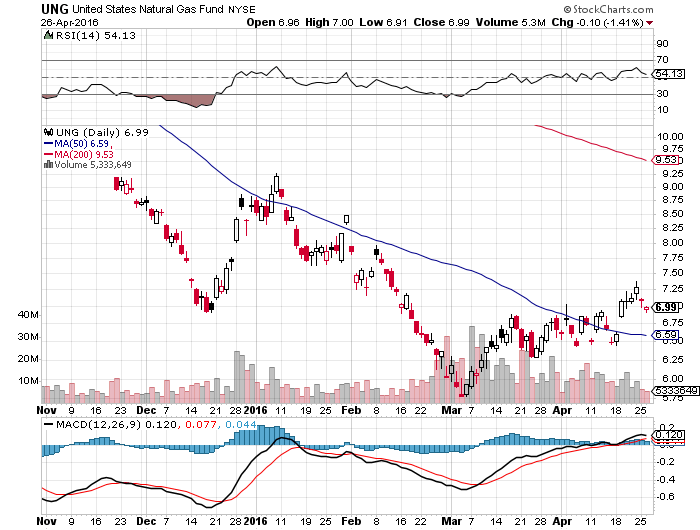 UNG United States Natural Gas Fund NYSE © StockCharts.com
26-Apr-2016 Open 6.96 High 7.00 Low 6.91 Close 6.99 Volume 5.3M Chg -0.10 (-1.41%)
RSI(14) 54.13
90
70
54.13
30
10
UNG (Daily) 6.99
MA(50) 6.59
MA(200) 9.53
Volume 5,333,649
10.00
9.75
9.53
9.25
9.00
8.75
8.50
8.25
8.00
7.75
7.50
7.25
6.99
6.75
6.59
6.50
6.25
6.00
5333649
5.75
40M
30M
20M
10M
Nov 9 16 23 Dec 7 14 21 28 2016 11 19 25 Feb 8 16 22 Mar 7 14 21 28 Apr 11 18 25
MACD(12,26,9) 0.120, 0.077, 0.044
0.120
-0.2
-0.4
-0.6
Nov 9 16 23 Dec 7 14 21 28 2016 11 19 25 Feb 8 16 22 Mar 7 14 21 28 Apr 11 18 25